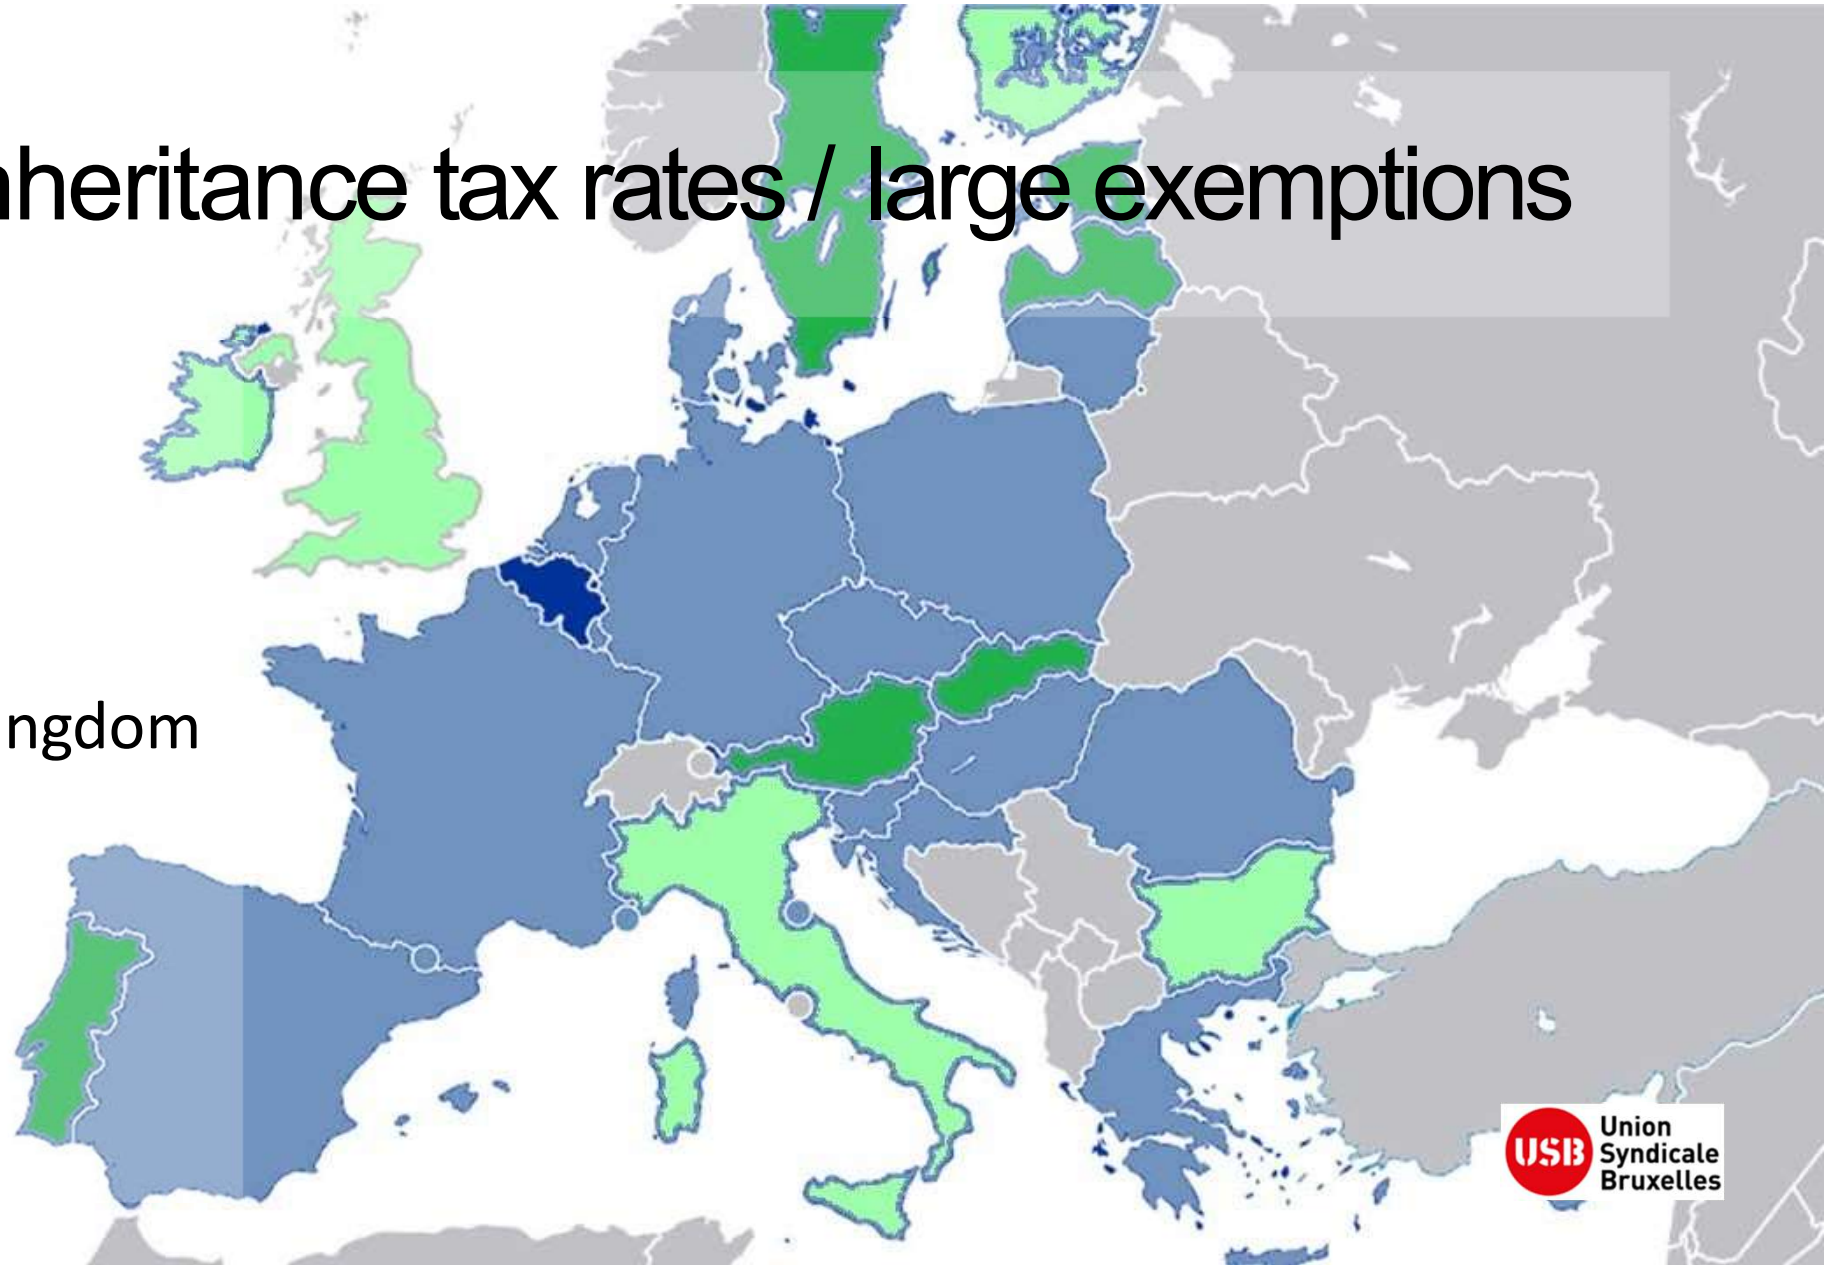 nheritance tax rates / large exemptions
ngdom
USB
Union
Syndicale
Bruxelles